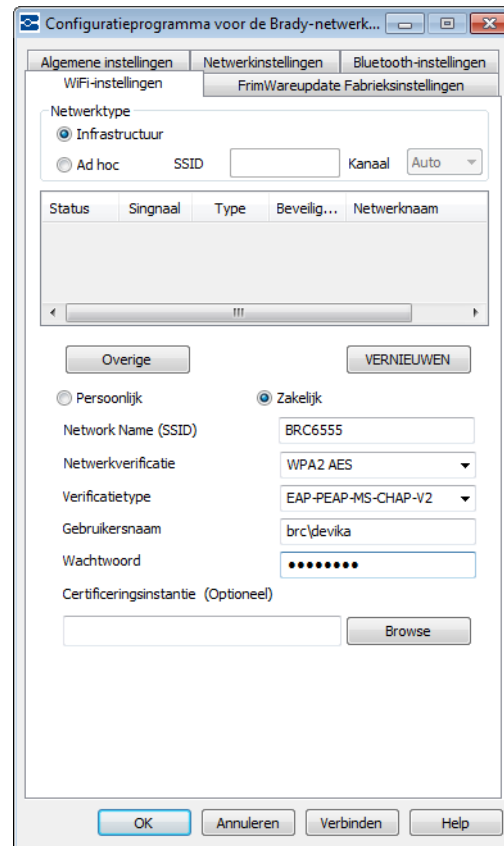 Configuratieprogramma voor de Brady-netwerk...
Algemene instellingen Netwerkinstellingen Bluetooth-instellingen
WiFi-instellingen FrimWareupdate Fabrieksinstellingen
Netwerktype
Infrastructuur
Ad hoc SSID Kanaal Auto
Status Singnaal Type Beveilig... Netwerknaam
Overige VERNIEUWEN
Persoonlijk Zakelijk
Network Name (SSID) BRC6555
Netwerkverificatie WPA2 AES
Verificatietype EAP-PEAP-MS-CHAP-V2
Gebruikersnaam brc\devika
Wachtwoord ●●●●●●●●
Certificeringsinstantie (Optioneel)
Browse
OK Annuleren Verbinden Help